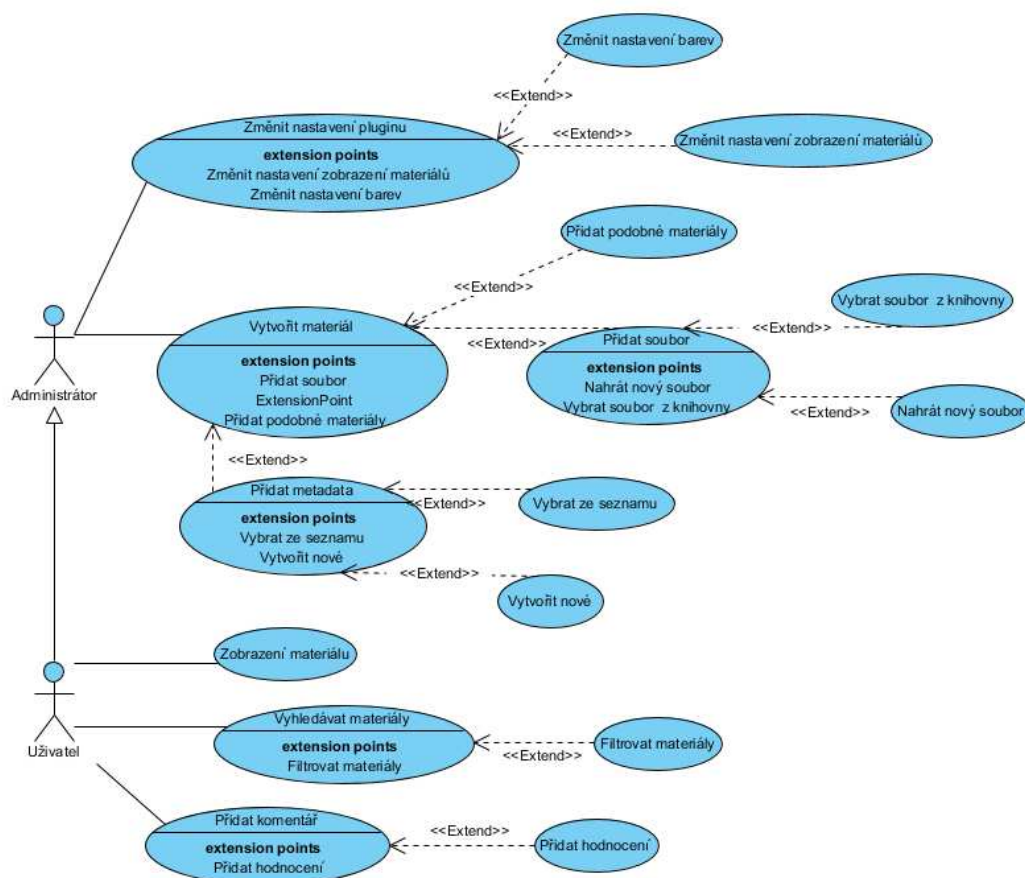 Změnit nastavení barev
<<Extend>>
Změnit nastavení pluginu
extension points
Změnit nastavení zobrazení materiálů
Změnit nastavení barev
<<Extend>>
Změnit nastavení zobrazení materiálů
Přidat podobné materiály
<<Extend>>
Vytvořit materiál
extension points
Přidat soubor
ExtensionPoint
Přidat podobné materiály
<<Extend>>
Přidat soubor
extension points
Nahrát nový soubor
Vybrat soubor z knihovny
Vybrat soubor z knihovny
<<Extend>>
<<Extend>>
Nahrát nový soubor
Administrátor
<<Extend>>
Přidat metadata
extension points
Vybrat ze seznamu
Vytvořit nové
<<Extend>>
Vybrat ze seznamu
<<Extend>>
Vytvořit nové
Zobrazení materiálu
Uživatel
Vyhledávat materiály
extension points
Filtrovat materiály
<<Extend>>
Filtrovat materiály
Přidat komentář
extension points
Přidat hodnocení
<<Extend>>
Přidat hodnocení